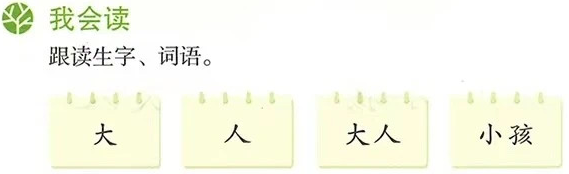 我会读
跟读生字、词语。
大 人 大人 小孩